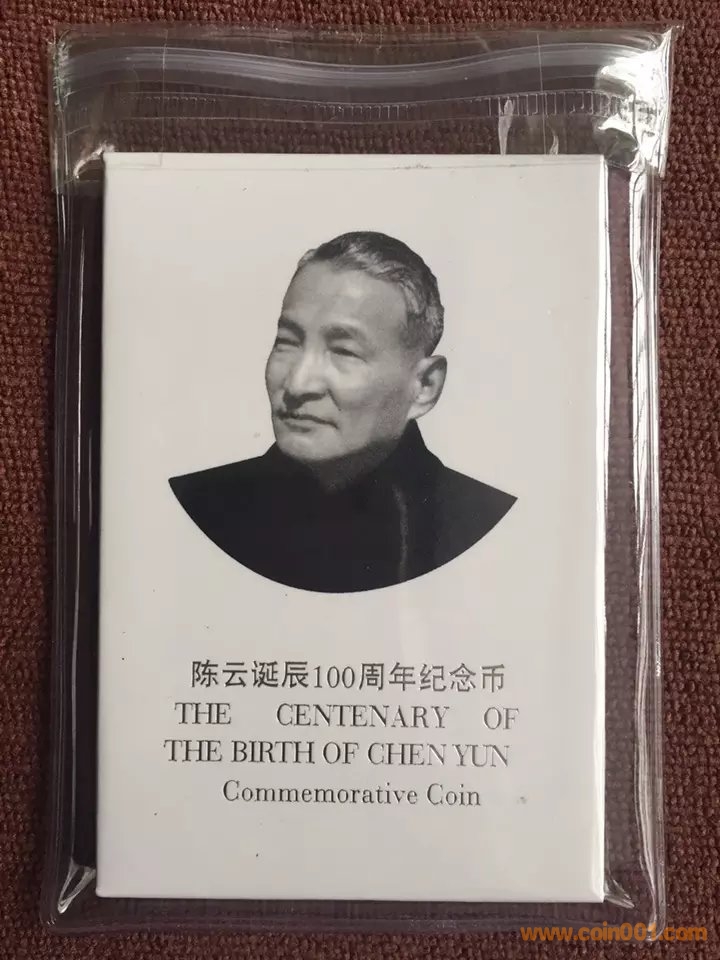 陈云诞辰100周年纪念币
THE CENTENARY OF
THE BIRTH OF CHEN YUN
Commemorative Coin
www.coin001.com